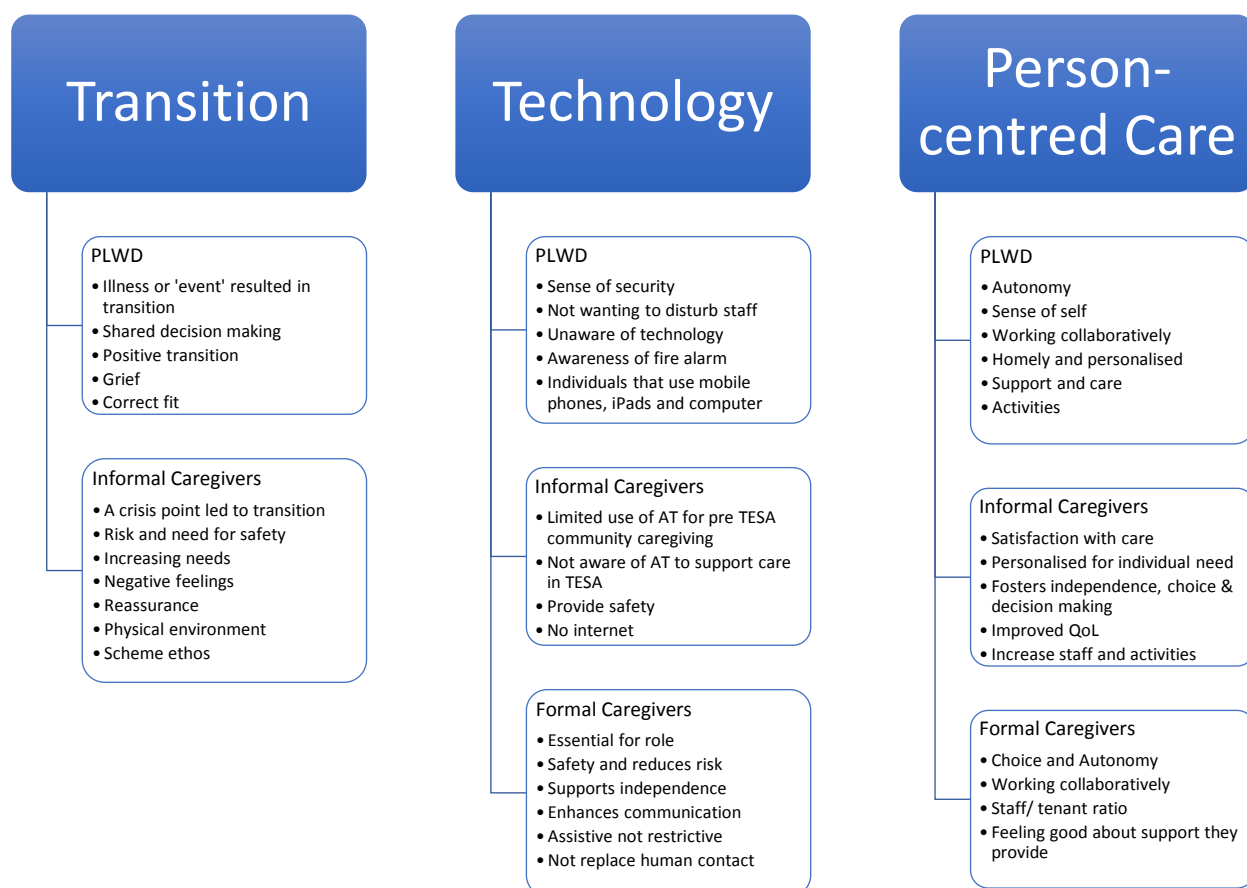 Transition
PLWD
• Illness or 'event' resulted in
transition
• Shared decision making
• Positive transition
• Grief
• Correct fit
Informal Caregivers
• A crisis point led to transition
• Risk and need for safety
• Increasing needs
• Negative feelings
• Reassurance
• Physical environment
• Scheme ethos
Technology
PLWD
• Sense of security
• Not wanting to disturb staff
• Unaware of technology
• Awareness of fire alarm
• Individuals that use mobile
phones, iPads and computer
Informal Caregivers
• Limited use of AT for pre TESA
community caregiving
• Not aware of AT to support care
in TESA
• Provide safety
• No internet
Formal Caregivers
• Essential for role
• Safety and reduces risk
• Supports independence
• Enhances communication
• Assistive not restrictive
• Not replace human contact
Person-
centred Care
PLWD
• Autonomy
• Sense of self
• Working collaboratively
• Homely and personalised
• Support and care
• Activities
Informal Caregivers
• Satisfaction with care
• Personalised for individual need
• Fosters independence, choice &
decision making
• Improved QoL
• Increase staff and activities
Formal Caregivers
• Choice and Autonomy
• Working collaboratively
• Staff/ tenant ratio
• Feeling good about support they
provide